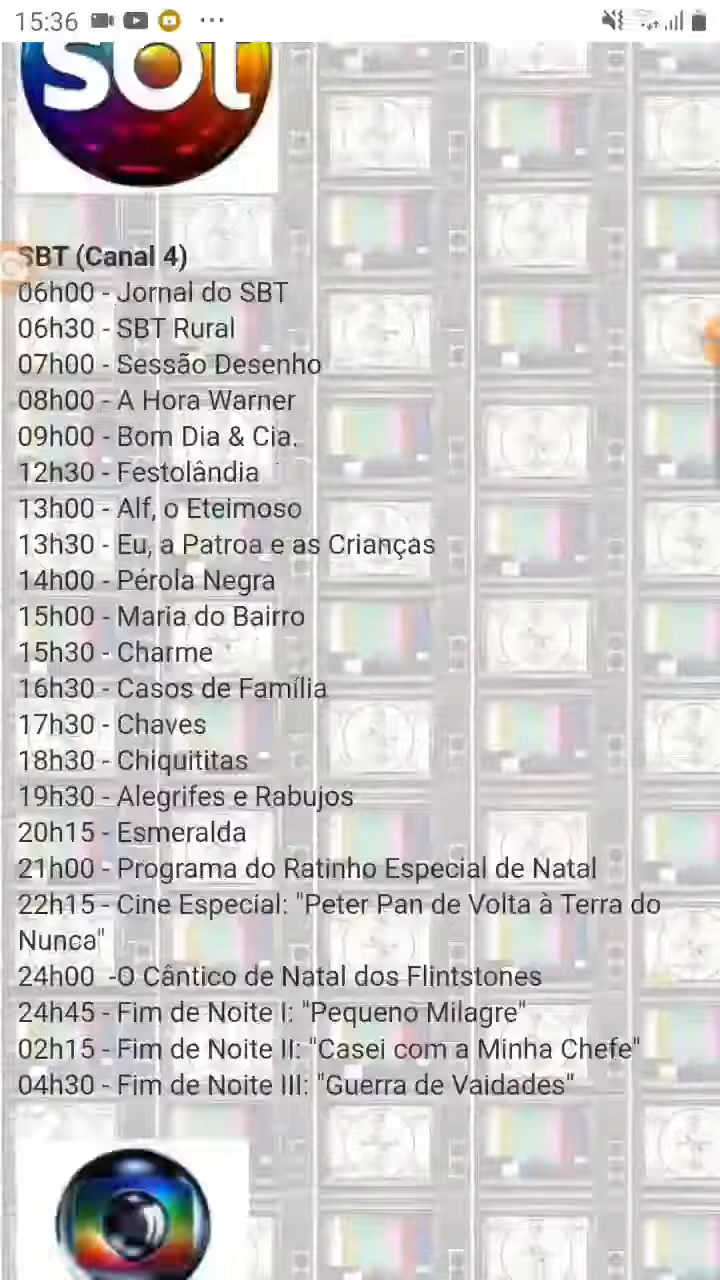 15:36
sbt
SBT (Canal 4)
06h00 - Jornal do SBT
06h30 - SBT Rural
07h00 - Sessão Desenho
08h00 - A Hora Warner
09h00 - Bom Dia & Cia.
12h30 - Festolândia
13h00 - Alf, o Eteimoso
13h30 - Eu, a Patroa e as Crianças
14h00 - Pérola Negra
15h00 - Maria do Bairro
15h30 - Charme
16h30 - Casos de Família
17h30 - Chaves
18h30 - Chiquititas
19h30 - Alegrifes e Rabujos
20h15 - Esmeralda
21h00 - Programa do Ratinho Especial de Natal
22h15 - Cine Especial: "Peter Pan de Volta à Terra do
Nunca"
24h00  -O Cântico de Natal dos Flintstones
24h45 - Fim de Noite I: "Pequeno Milagre"
02h15 - Fim de Noite II: "Casei com a Minha Chefe"
04h30 - Fim de Noite III: "Guerra de Vaidades"